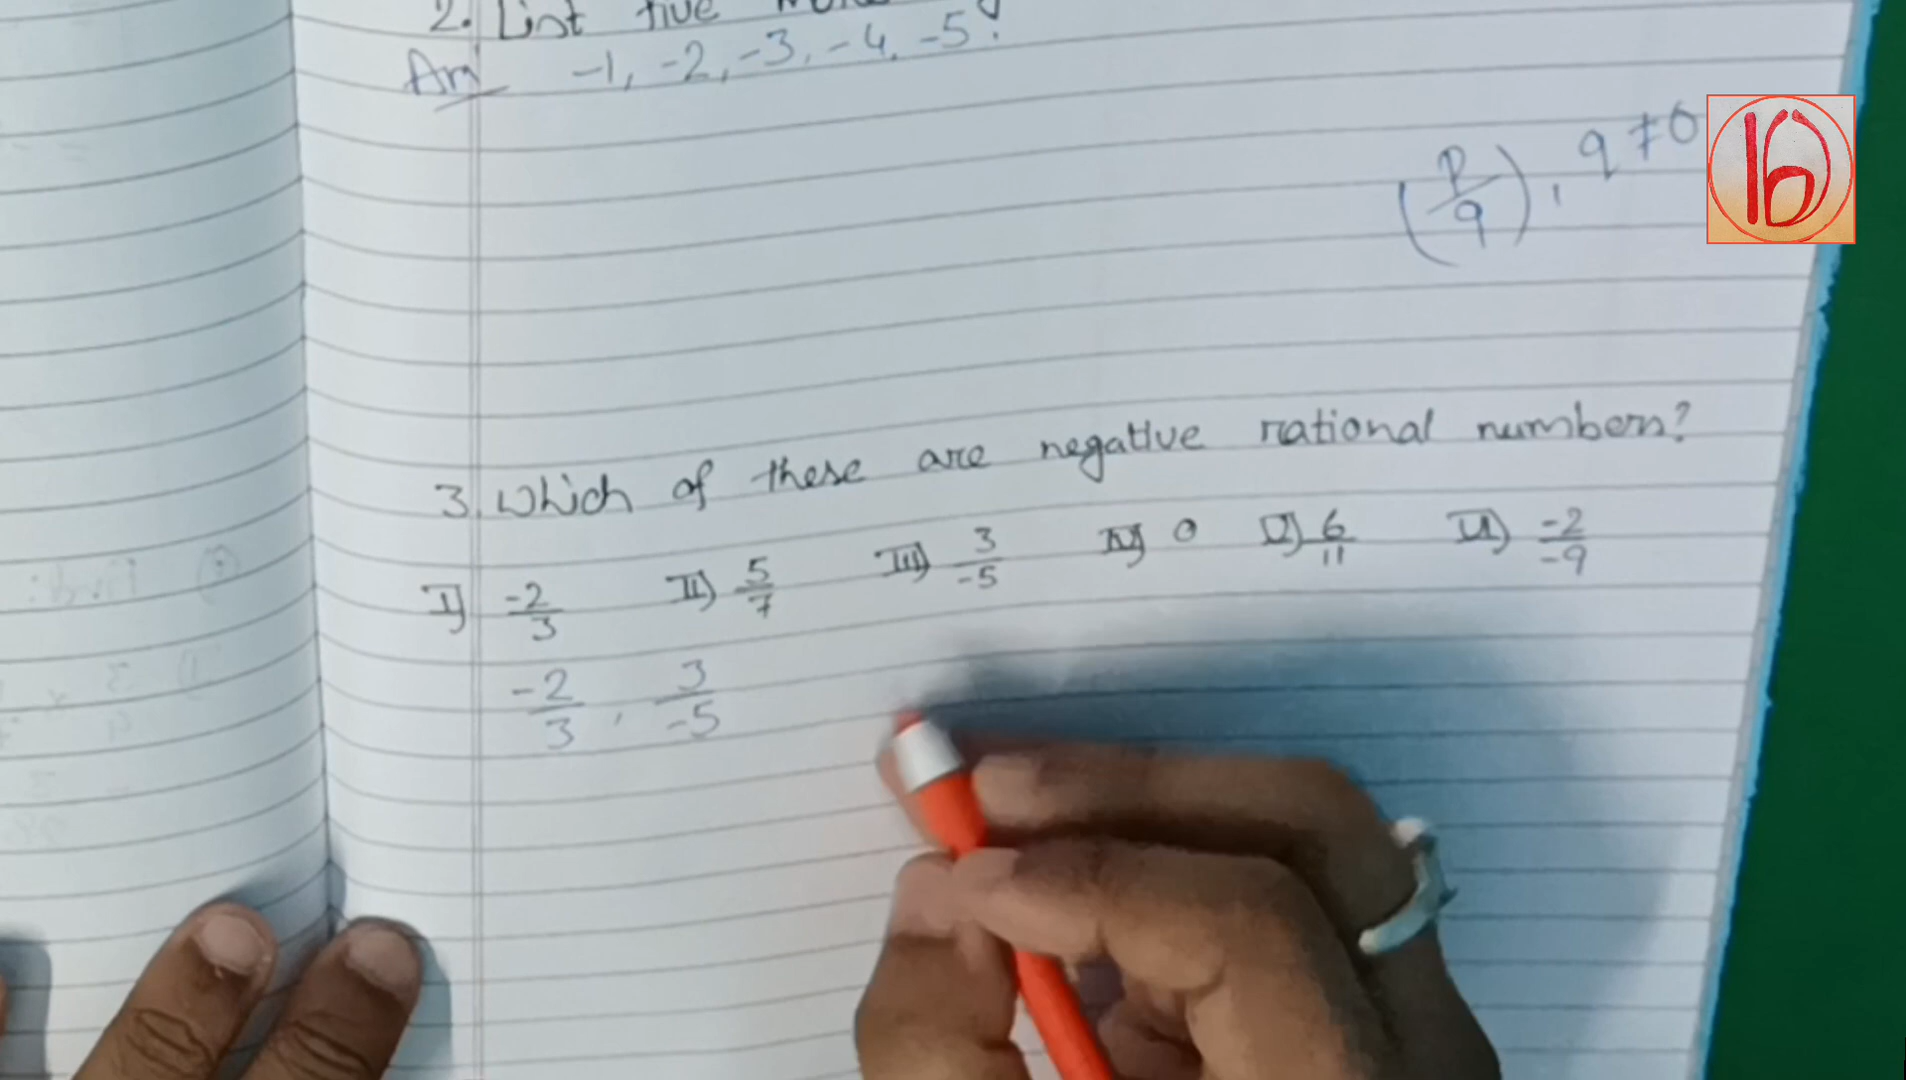 2. List five
Ans -1, -2, -3, -4, -5.
(p/q), q ≠ 0
3. Which of these are negative rational numbers?
I) -2/3 II) 5/7 III) 3/-5 IV) 0 V) 6/11 VI) -2/-9
-2/3, 3/-5